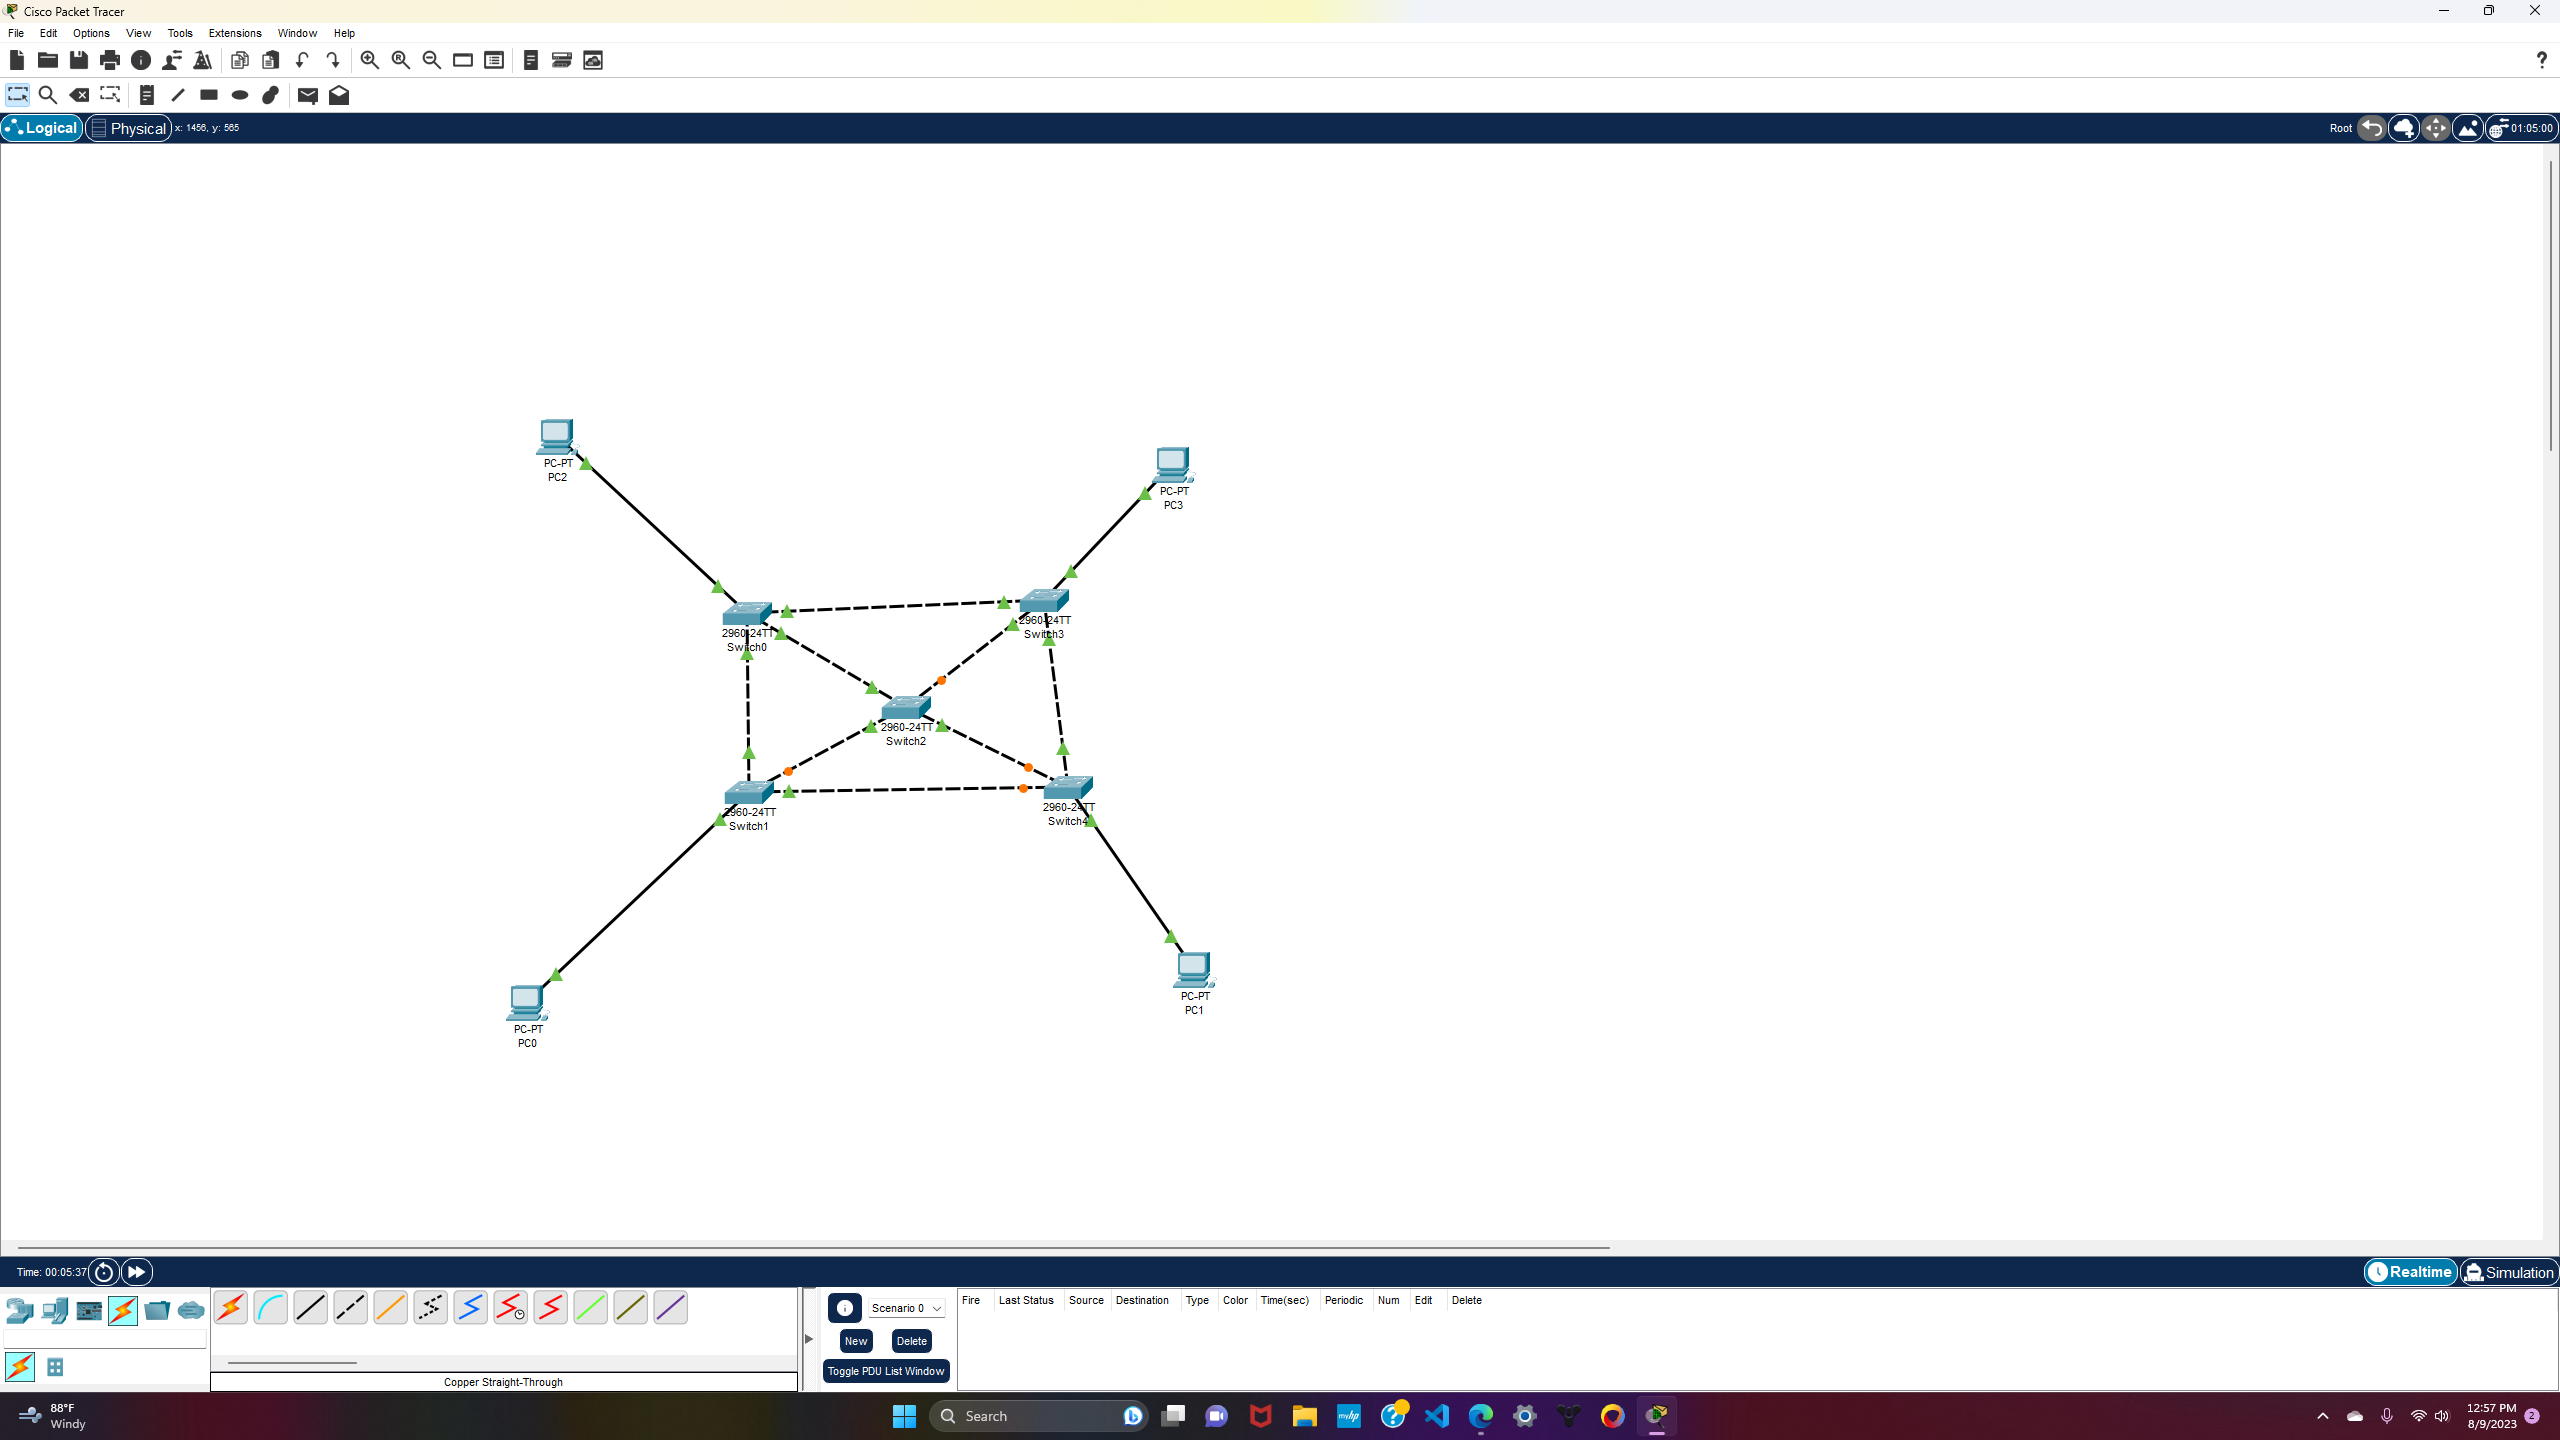 Cisco Packet Tracer
File Edit Options View Tools Extensions Window Help
?
Logical Physical x: 1456, y: 565 Root 01:05:00
PC-PT
PC2
PC-PT
PC3
2960-24TT
Switch0
2960-24TT
Switch3
2960-24TT
Switch2
2960-24TT
Switch1
2960-24TT
Switch4
PC-PT
PC1
PC-PT
PC0
Time: 00:05:37 Realtime Simulation
Scenario 0
New Delete
Toggle PDU List Window
Fire Last Status Source Destination Type Color Time(sec) Periodic Num Edit Delete
Copper Straight-Through
88°F
Windy
Search
myhp
12:57 PM
8/9/2023
2